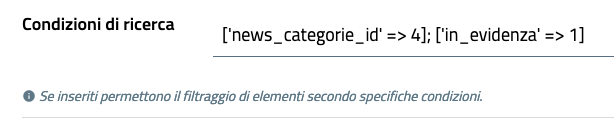 Condizioni di ricerca
['news_categorie_id' => 4]; ['in_evidenza' => 1]
Se inseriti permettono il filtraggio di elementi secondo specifiche condizioni.